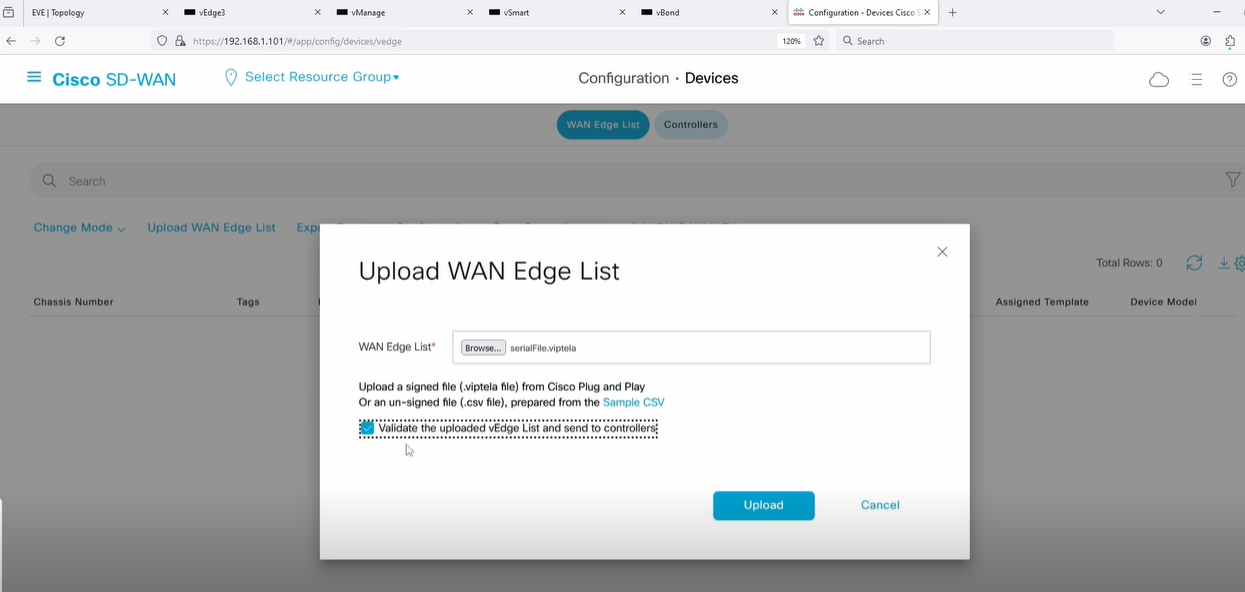 EVE | Topology
vEdge3
vManage
vSmart
vBond
Configuration - Devices Cisco S
https://192.168.1.101/#/app/config/devices/vedge
120%
Search
Cisco SD-WAN
Select Resource Group
Configuration · Devices
WAN Edge List
Controllers
Search
Change Mode
Upload WAN Edge List
Expo
Total Rows: 0
Chassis Number
Tags
Assigned Template
Device Model
Upload WAN Edge List
WAN Edge List*
Browse... serialFile.viptela
Upload a signed file (.viptela file) from Cisco Plug and Play
Or an un-signed file (.csv file), prepared from the Sample CSV
Validate the uploaded vEdge List and send to controllers
Upload
Cancel